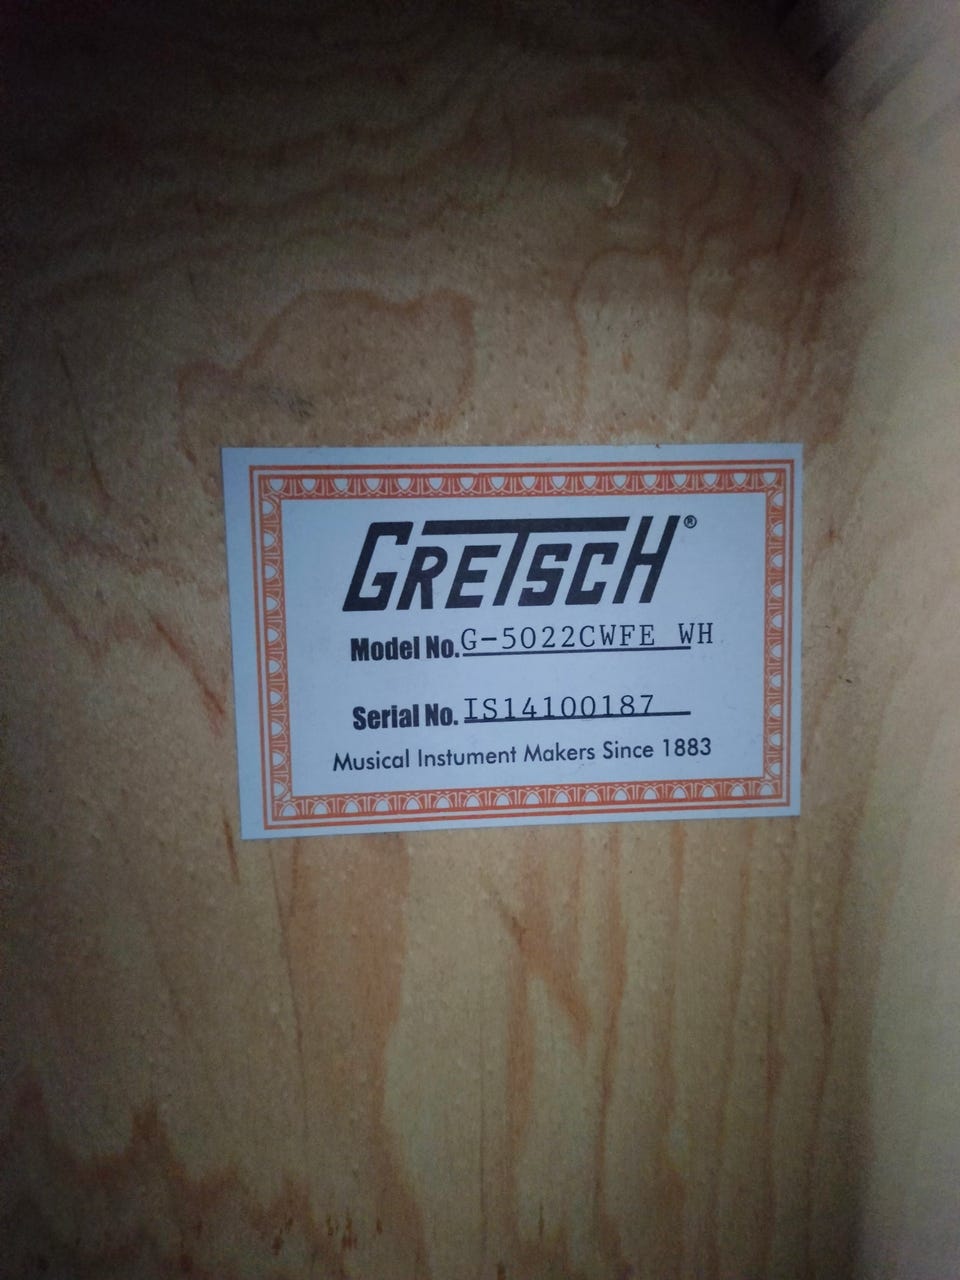 GRETSCH®
Model No. G-5022CWFE WH
Serial No. IS14100187
Musical Instument Makers Since 1883